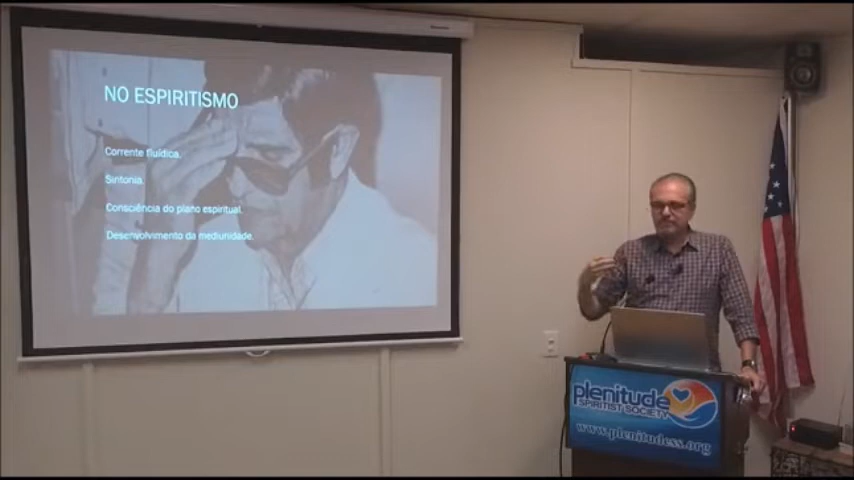 NO ESPIRITISMO
Corrente fluídica.
Sintonia.
Consciência do plano espiritual.
Desenvolvimento da mediunidade.
plenitude
SPIRITIST SOCIETY
www.plenitudess.org